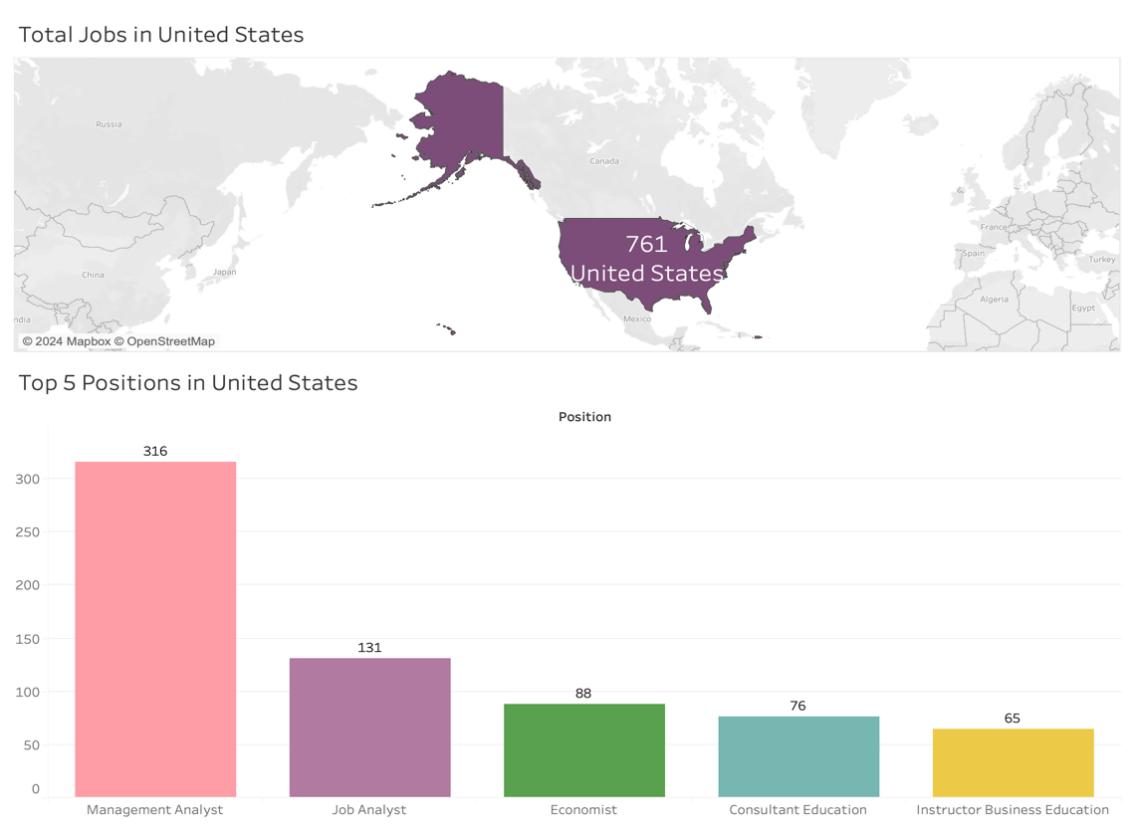 Total Jobs in United States
Russia
Canada
761
United States
France
Spain
Turkey
China
Japan
Algeria
Egypt
ndia
Mexico
© 2024 Mapbox © OpenStreetMap
Top 5 Positions in United States
Position
316
300
250
200
150
131
100
88
76
65
50
0
Management Analyst
Job Analyst
Economist
Consultant Education
Instructor Business Education